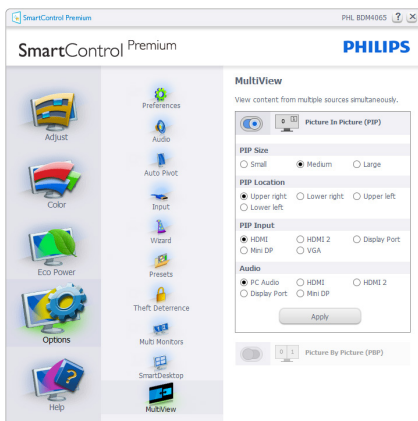 SmartControl Premium
PHL BDM4065 ? X
SmartControl Premium
PHILIPS
Adjust
Color
Eco Power
Options
Help
Preferences
Audio
Auto Pivot
Input
Wizard
Presets
Theft Deterrence
Multi Monitors
SmartDesktop
MultiView
MultiView
View content from multiple sources simultaneously.
0 1 Picture In Picture (PIP)
PIP Size
Small Medium Large
PIP Location
Upper right Lower right Upper left
Lower left
PIP Input
HDMI HDMI 2 Display Port
Mini DP VGA
Audio
PC Audio HDMI HDMI 2
Display Port Mini DP
Apply
0 1 Picture By Picture (PBP)